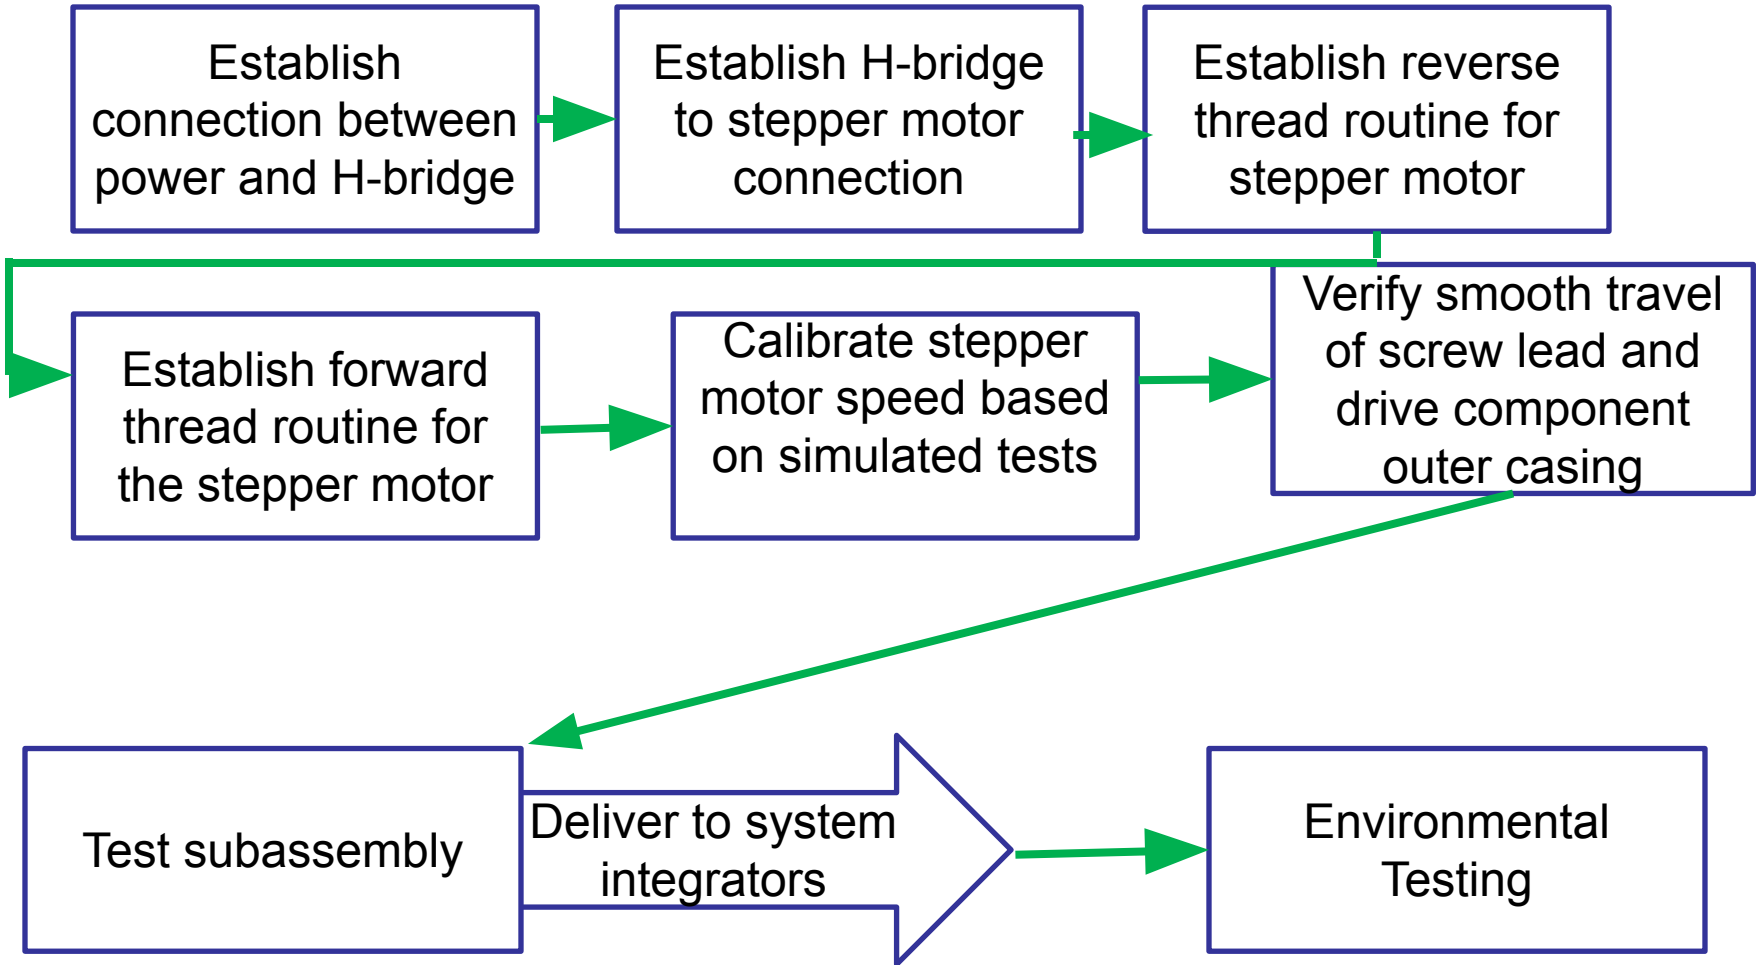 Establish
connection between
power and H-bridge
Establish H-bridge
to stepper motor
connection
Establish reverse
thread routine for
stepper motor
Establish forward
thread routine for
the stepper motor
Calibrate stepper
motor speed based
on simulated tests
Verify smooth travel
of screw lead and
drive component
outer casing
Test subassembly
Deliver to system
integrators
Environmental
Testing